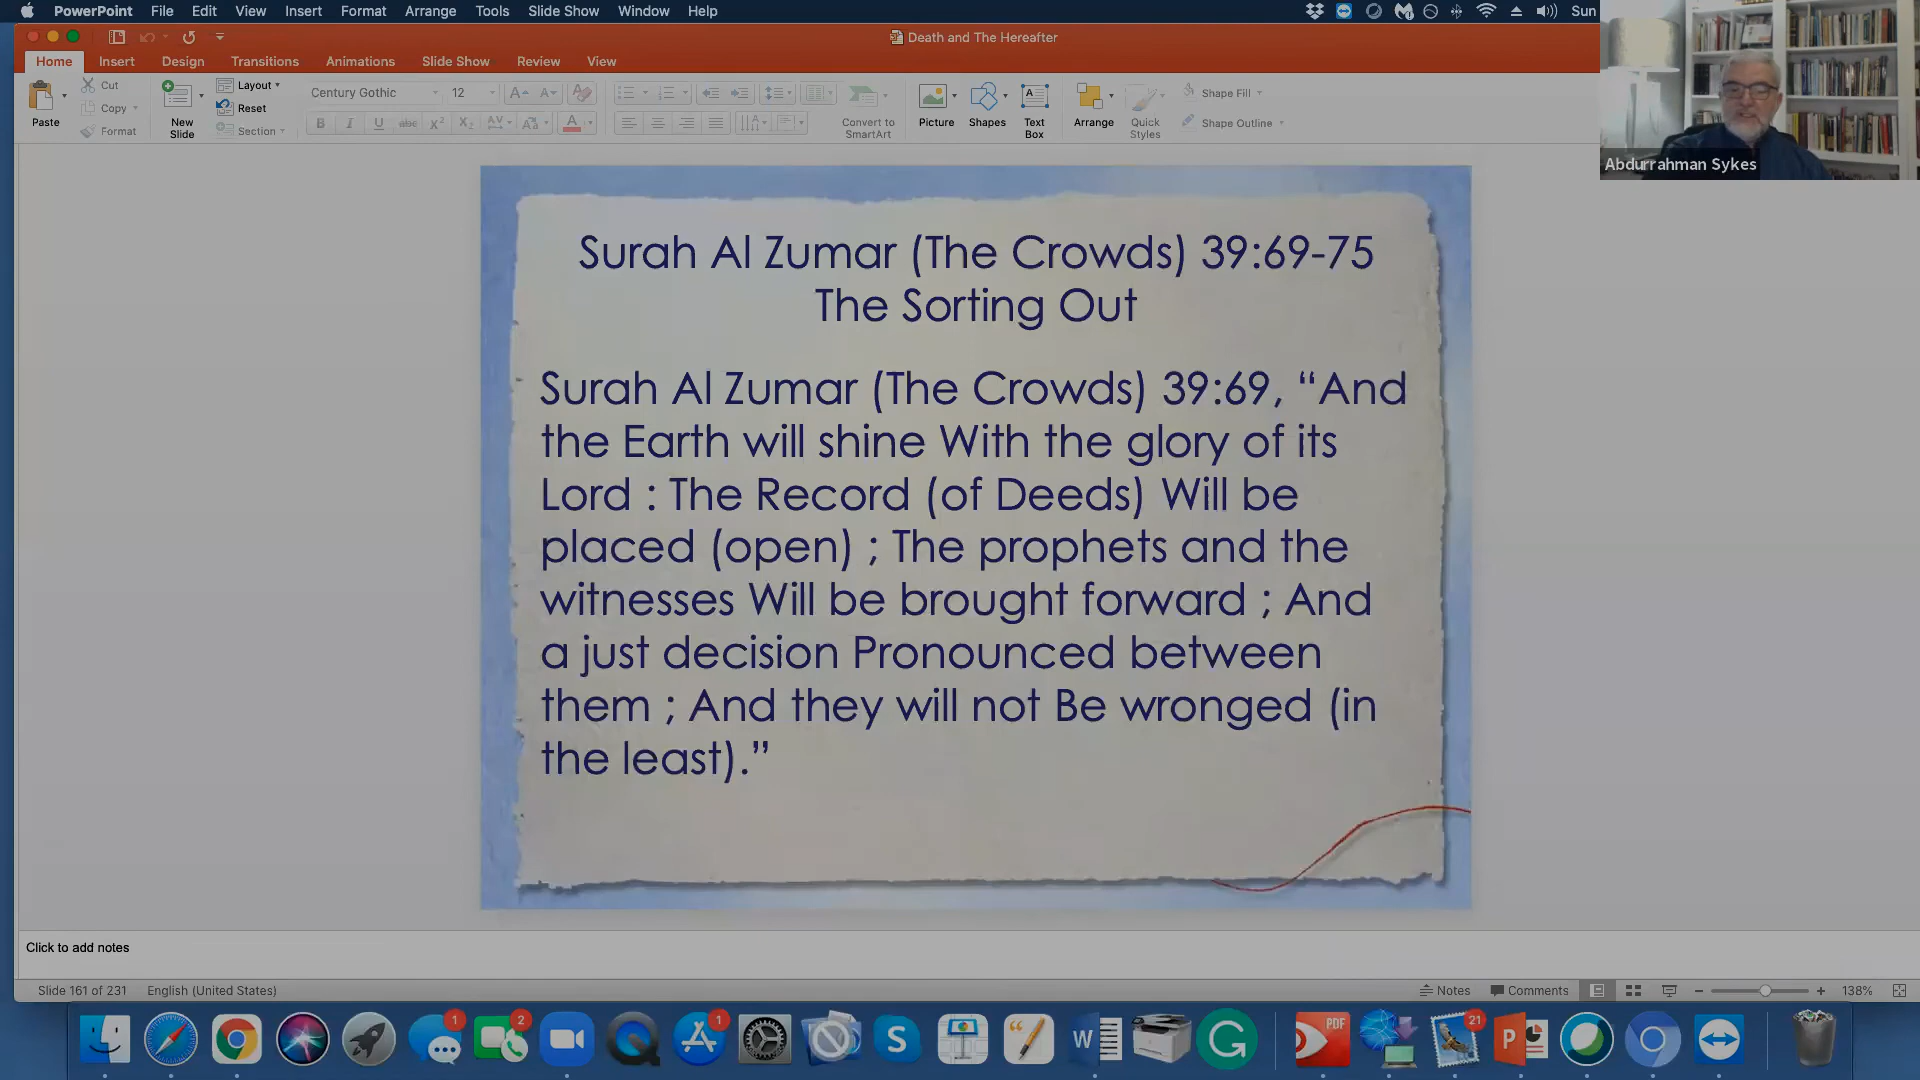 PowerPoint File Edit View Insert Format Arrange Tools Slide Show Window Help Sun
Death and The Hereafter
Home Insert Design Transitions Animations Slide Show Review View
Paste Cut Copy Format
New Slide Layout Reset Section
Century Gothic 12
Convert to SmartArt
Picture Shapes Text Box Arrange Quick Styles
Shape Fill
Shape Outline
Abdurrahman Sykes
Surah Al Zumar (The Crowds) 39:69-75
The Sorting Out
Surah Al Zumar (The Crowds) 39:69, “And
the Earth will shine With the glory of its
Lord : The Record (of Deeds) Will be
placed (open) ; The prophets and the
witnesses Will be brought forward ; And
a just decision Pronounced between
them ; And they will not Be wronged (in
the least).”
Click to add notes
Slide 161 of 231 English (United States) Notes Comments 138%
1 2 1 W PDF 21 P